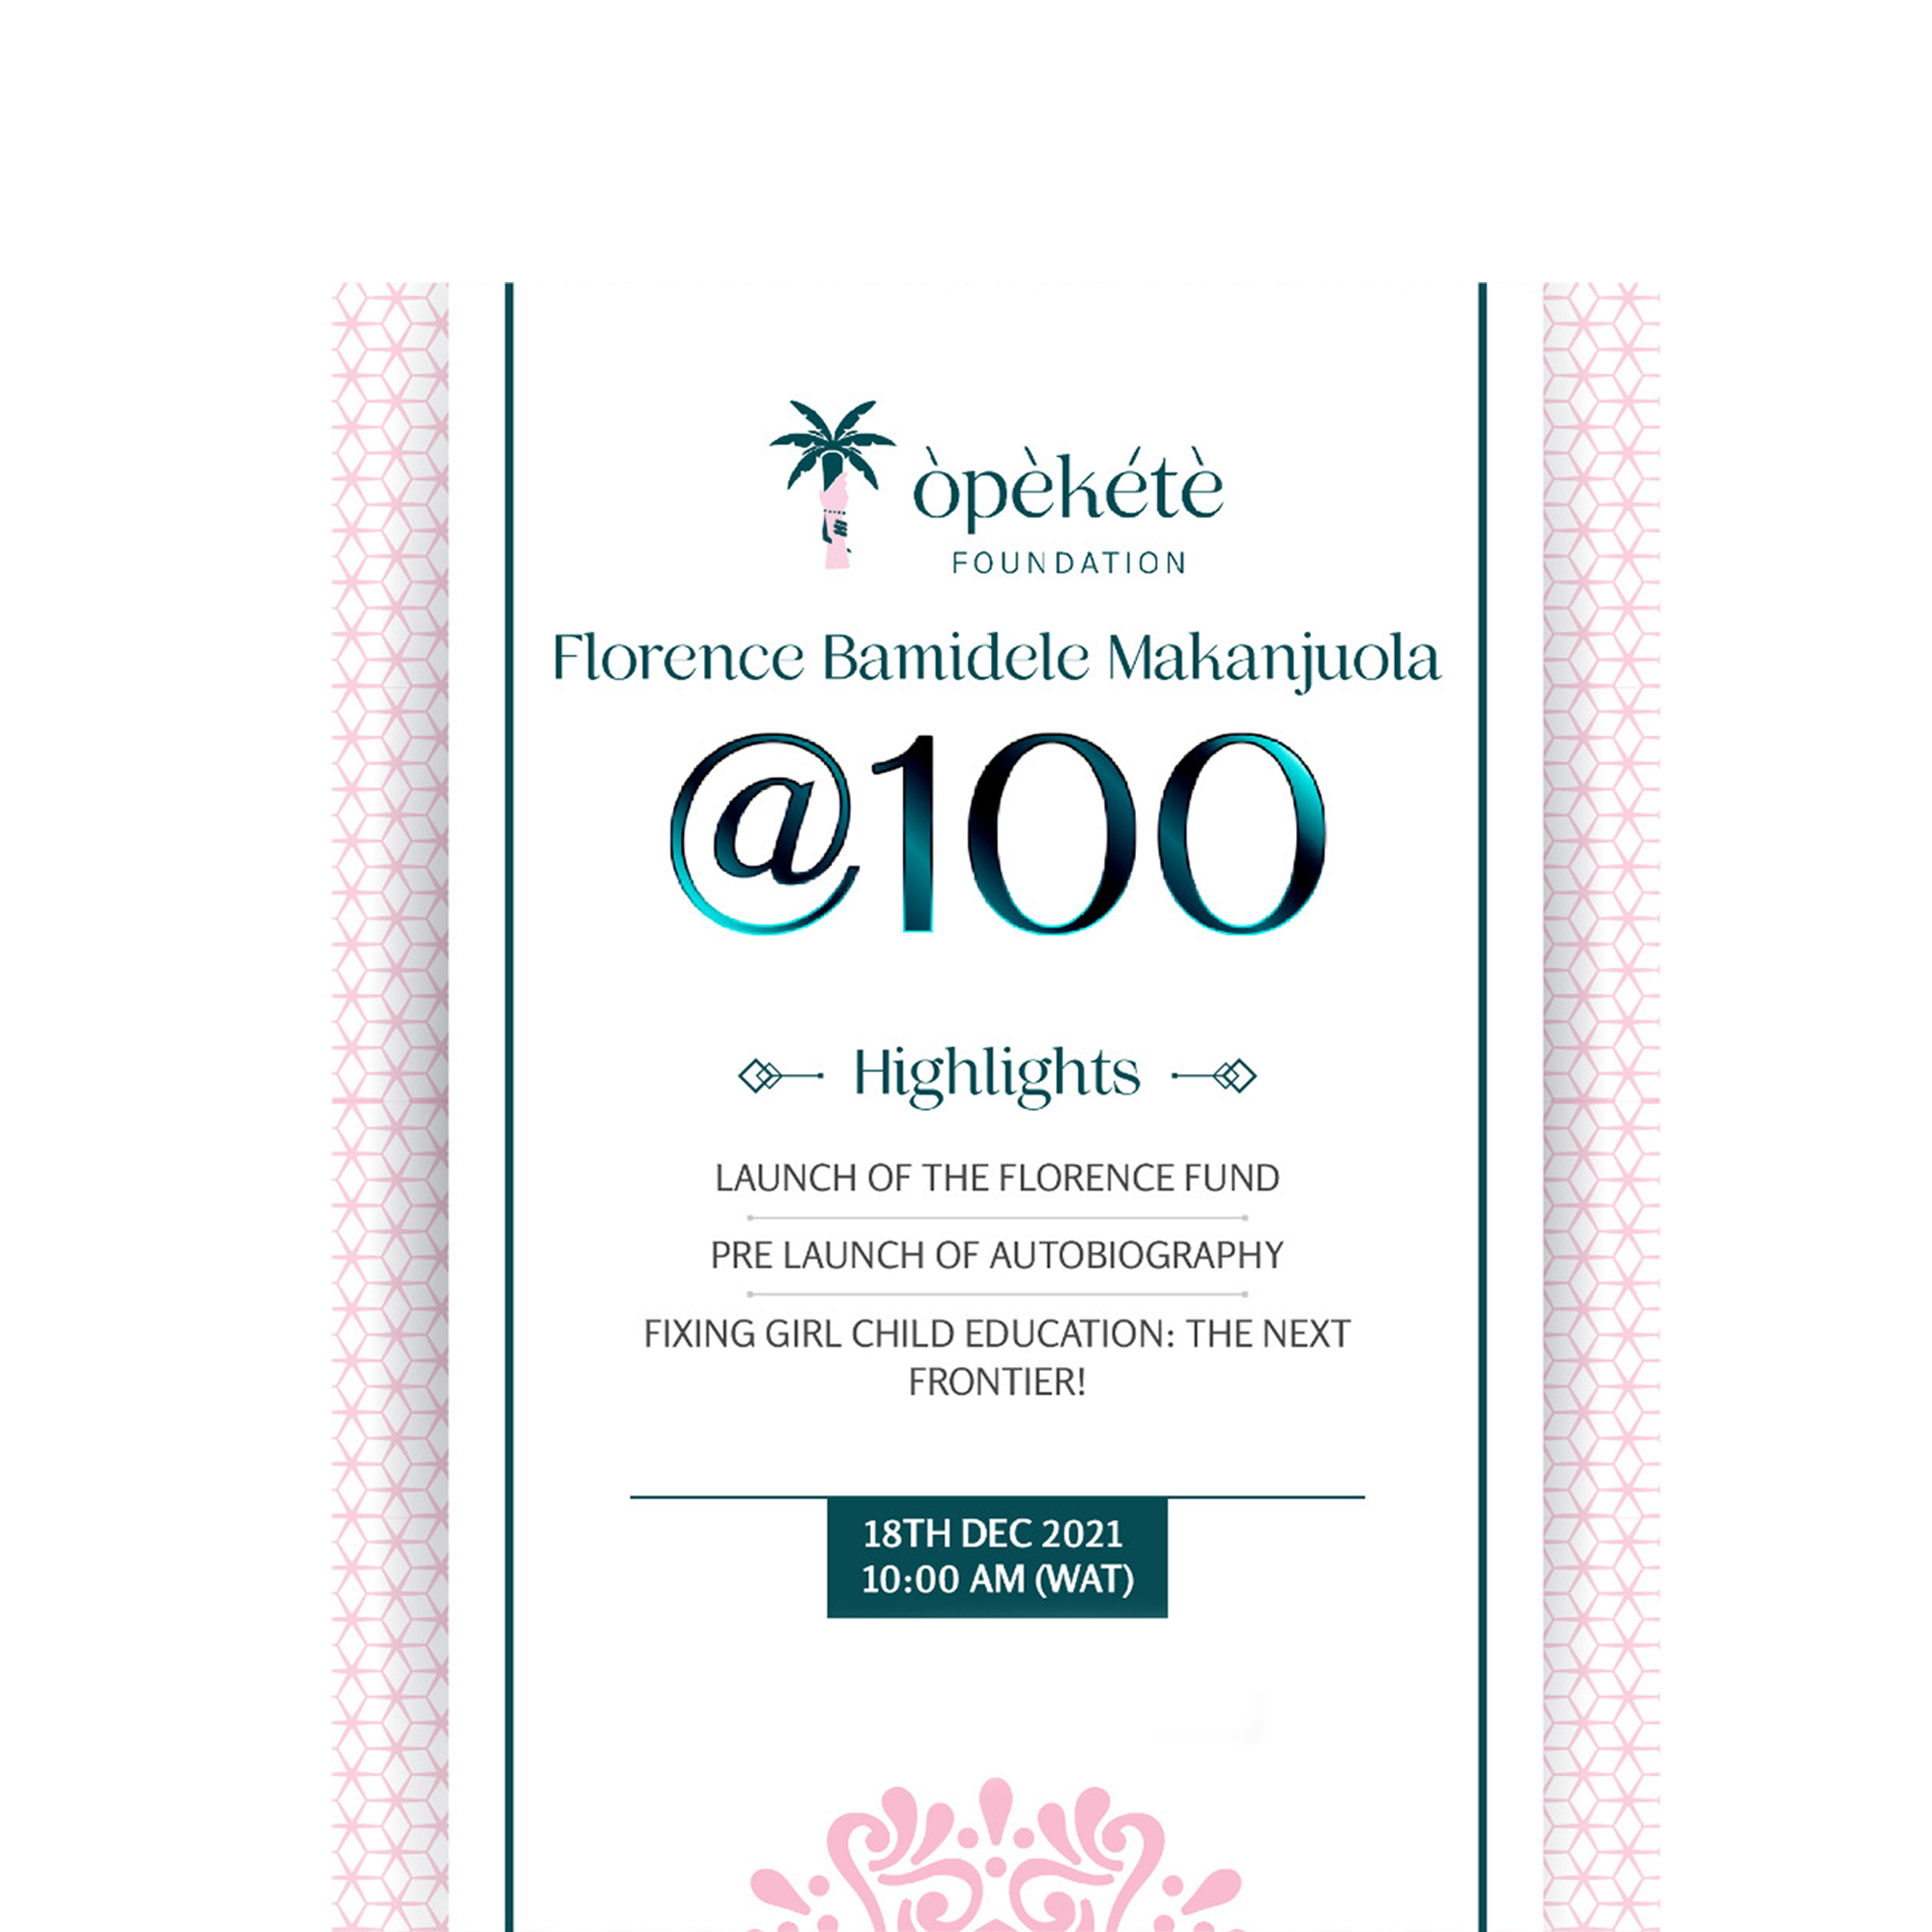 òpèkétè
FOUNDATION
Florence Bamidele Makanjuola
@100
Highlights
LAUNCH OF THE FLORENCE FUND
PRE LAUNCH OF AUTOBIOGRAPHY
FIXING GIRL CHILD EDUCATION: THE NEXT
FRONTIER!
18TH DEC 2021
10:00 AM (WAT)